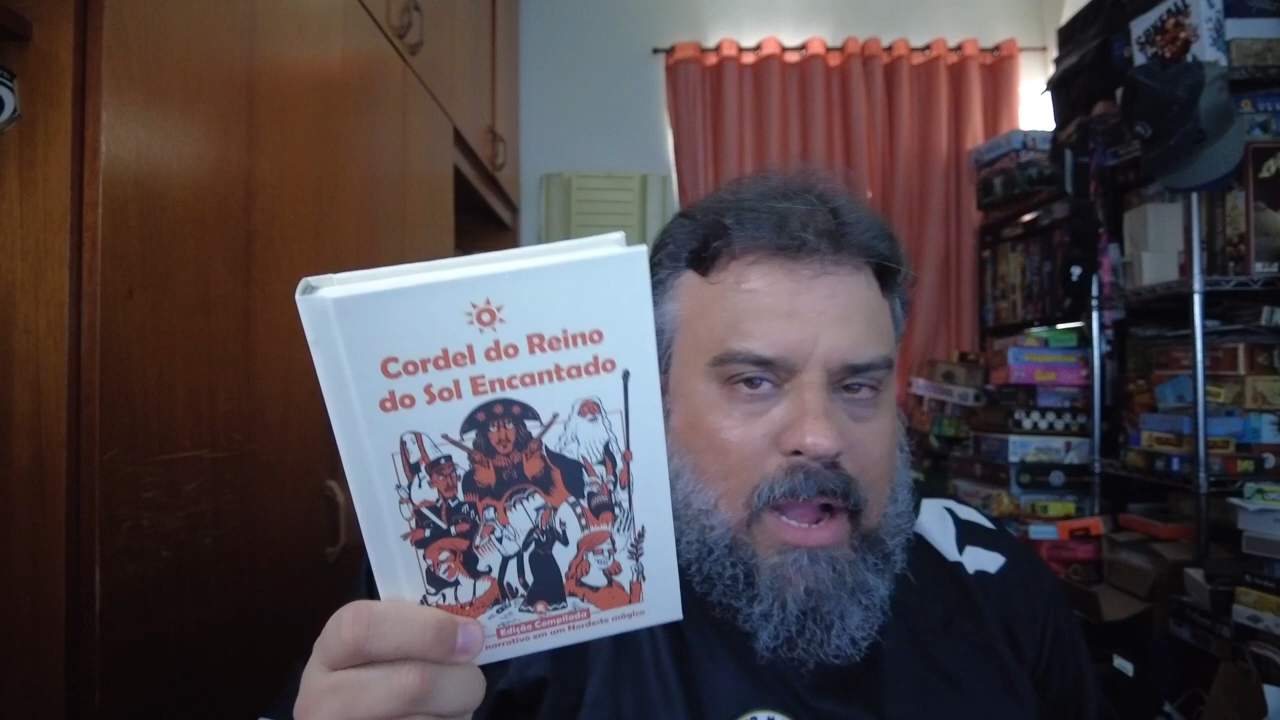 Cordel do Reino
do Sol Encantado
Edição Compilada
narrativo em um Nordeste mágico